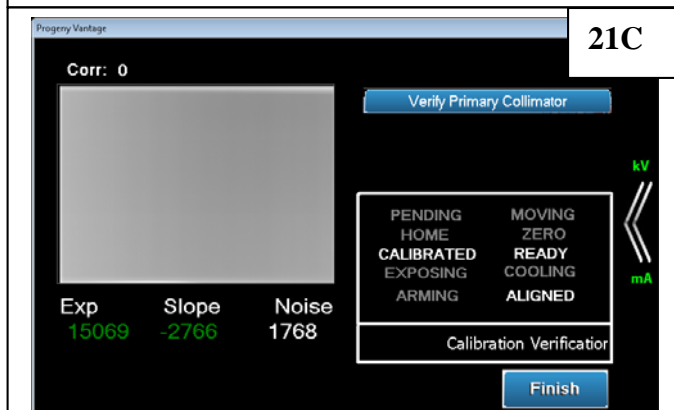 Progeny Vantage
21C
Corr: 0
Verify Primary Collimator
kV
PENDING MOVING
HOME ZERO
CALIBRATED READY
EXPOSING COOLING
mA
ARMING ALIGNED
Exp Slope Noise
15069 -2766 1768
Calibration Verificatior
Finish